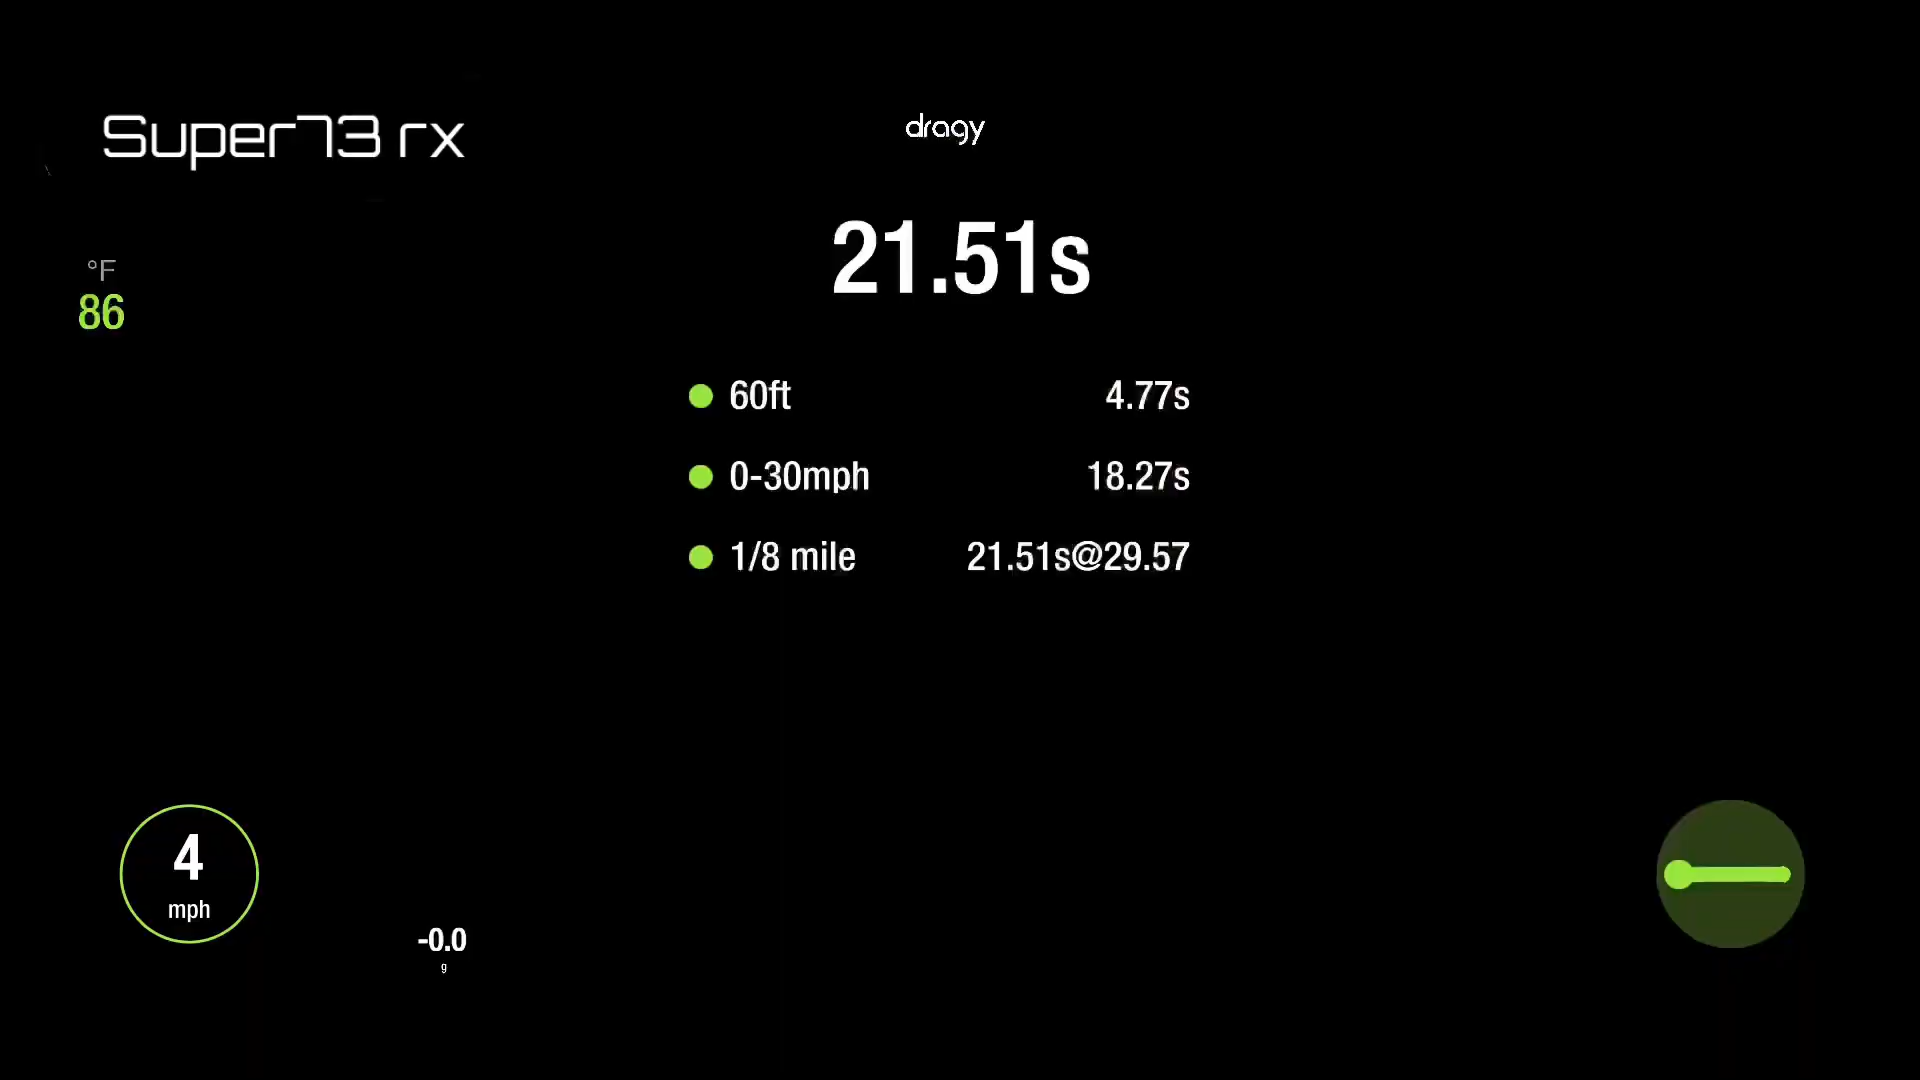 Super73 rx
dragy
21.51s
°F
86
60ft 4.77s
0-30mph 18.27s
1/8 mile 21.51s@29.57
4
mph
-0.0
g